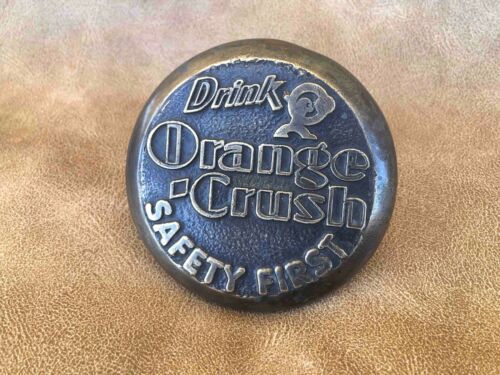 Drink
Orange
-Crush
SAFETY FIRST